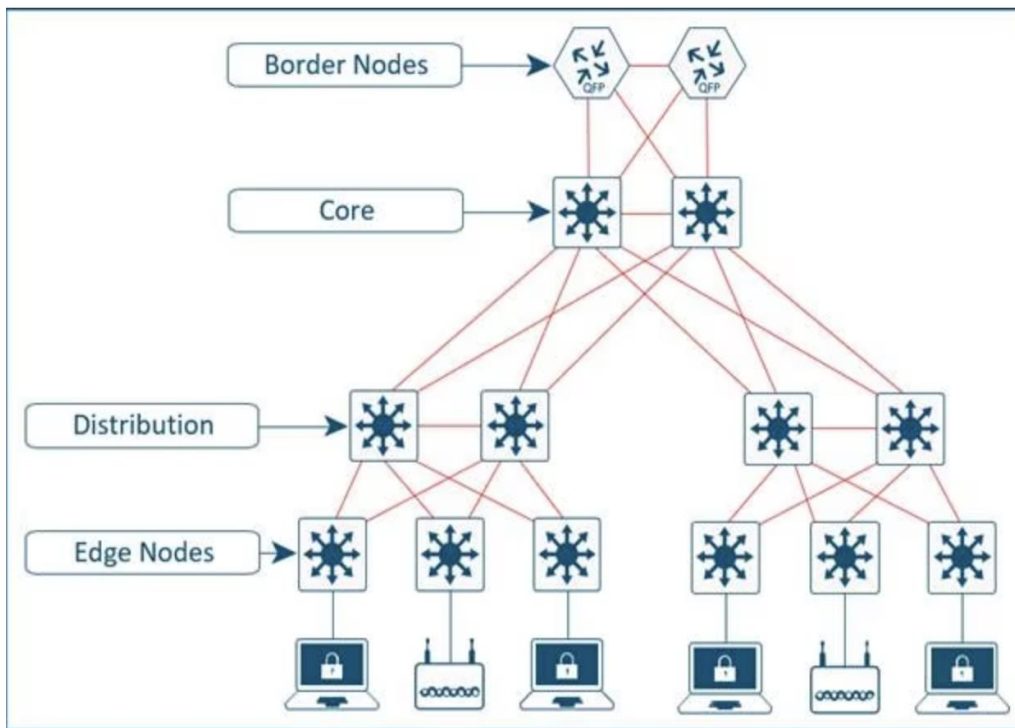 Border Nodes
QFP
QFP
Core
Distribution
Edge Nodes